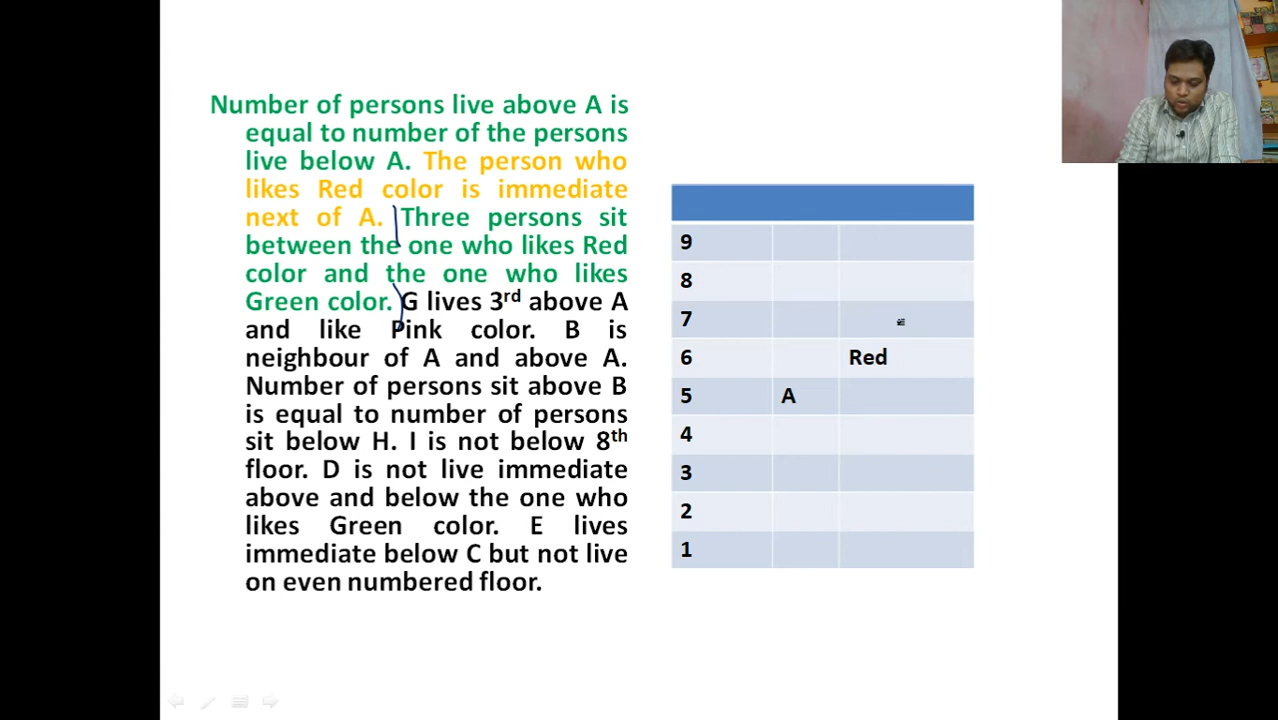 Number of persons live above A is
equal to number of the persons
live below A. The person who
likes Red color is immediate
next of A. Three persons sit
between the one who likes Red
color and the one who likes
Green color. G lives 3rd above A
and like Pink color. B is
neighbour of A and above A.
Number of persons sit above B
is equal to number of persons
sit below H. I is not below 8th
floor. D is not live immediate
above and below the one who
likes Green color. E lives
immediate below C but not live
on even numbered floor.
9
8
7
6 Red
5 A
4
3
2
1